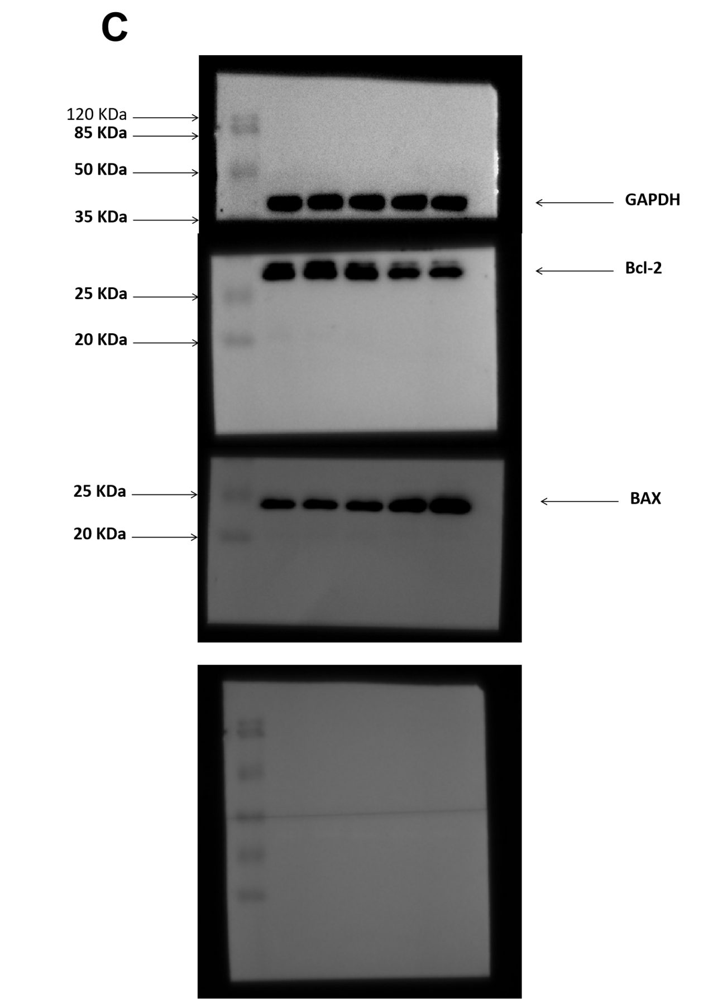 C
120 KDa
85 KDa
50 KDa
GAPDH
35 KDa
Bcl-2
25 KDa
20 KDa
25 KDa
BAX
20 KDa